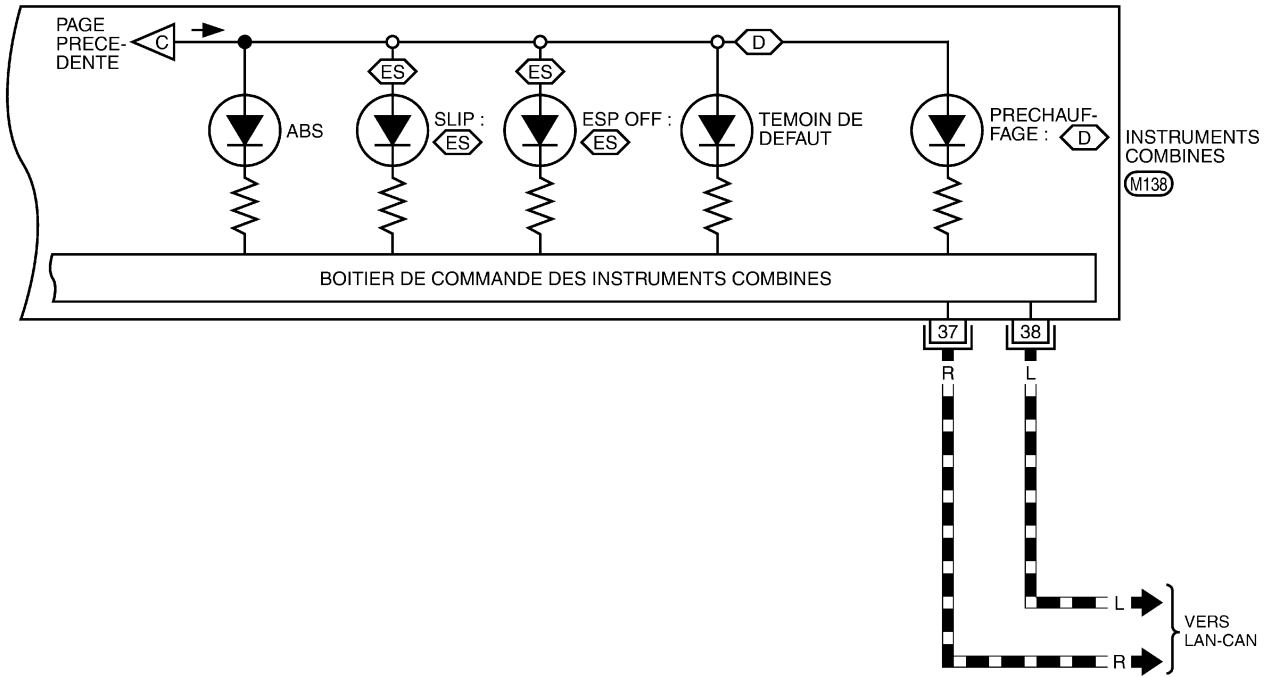 PAGE
PRECE-
DENTE
C
D
ES
ES
ABS
SLIP :
ES
ESP OFF :
ES
TEMOIN DE
DEFAUT
PRECHAUF-
FAGE : D
INSTRUMENTS
COMBINES
M138
BOITIER DE COMMANDE DES INSTRUMENTS COMBINES
37 38
R L
L
R
VERS
LAN-CAN